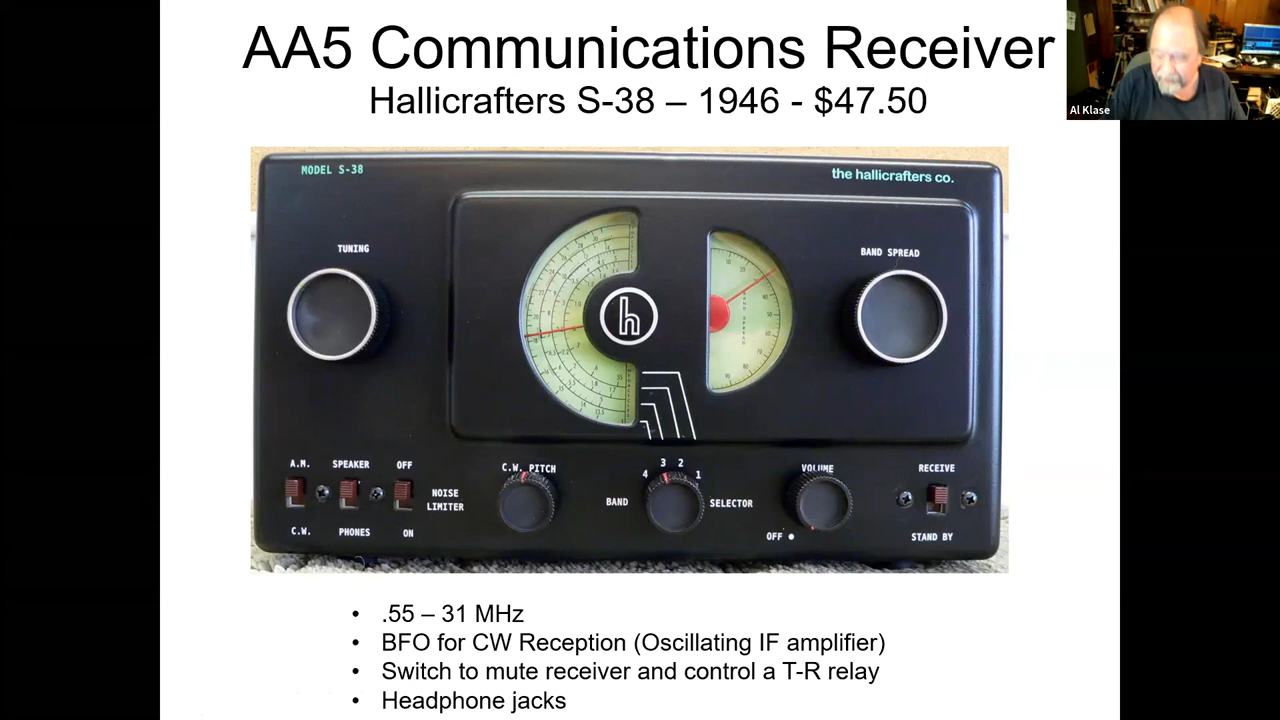 AA5 Communications Receiver
Hallicrafters S-38 – 1946 - $47.50
Al Klase
MODEL S-38
the hallicrafters co.
TUNING
BAND SPREAD
h
BAND SPREAD
A.M.
SPEAKER
OFF
C.W. PITCH
4 3 2 1
VOLUME
RECEIVE
NOISE
LIMITER
BAND
SELECTOR
C.W.
PHONES
ON
OFF •
STAND BY
• .55 – 31 MHz
• BFO for CW Reception (Oscillating IF amplifier)
• Switch to mute receiver and control a T-R relay
• Headphone jacks